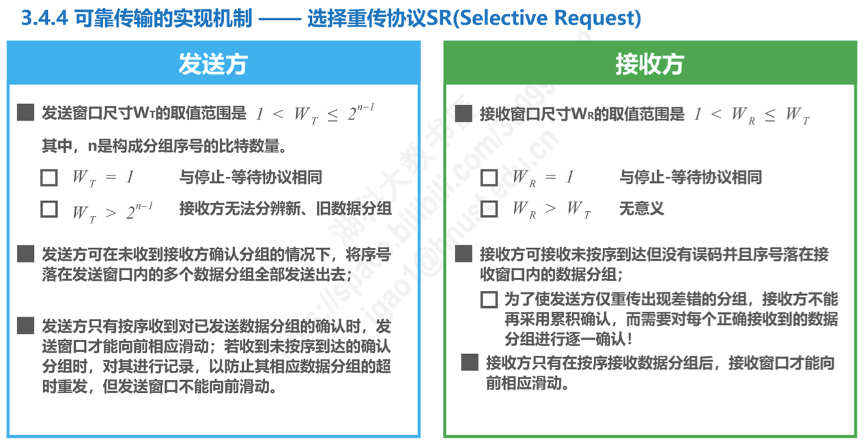 3.4.4 可靠传输的实现机制 —— 选择重传协议SR(Selective Request)
发送方
发送窗口尺寸WT的取值范围是 1 < W_T ≤ 2^{n-1}
其中，n是构成分组序号的比特数量。
W_T = 1 与停止-等待协议相同
W_T > 2^{n-1} 接收方无法分辨新、旧数据分组
发送方可在未收到接收方确认分组的情况下，将序号
落在发送窗口内的多个数据分组全部发送出去；
发送方只有按序收到对已发送数据分组的确认时，发
送窗口才能向前相应滑动；若收到未按序到达的确认
分组时，对其进行记录，以防止其相应数据分组的超
时重发，但发送窗口不能向前滑动。
接收方
接收窗口尺寸WR的取值范围是 1 < W_R ≤ W_T
W_R = 1 与停止-等待协议相同
W_R > W_T 无意义
接收方可接收未按序到达但没有误码并且序号落在接
收窗口内的数据分组；
为了使发送方仅重传出现差错的分组，接收方不能
再采用累积确认，而需要对每个正确接收到的数据
分组进行逐一确认！
接收方只有在按序接收数据分组后，接收窗口才能向
前相应滑动。